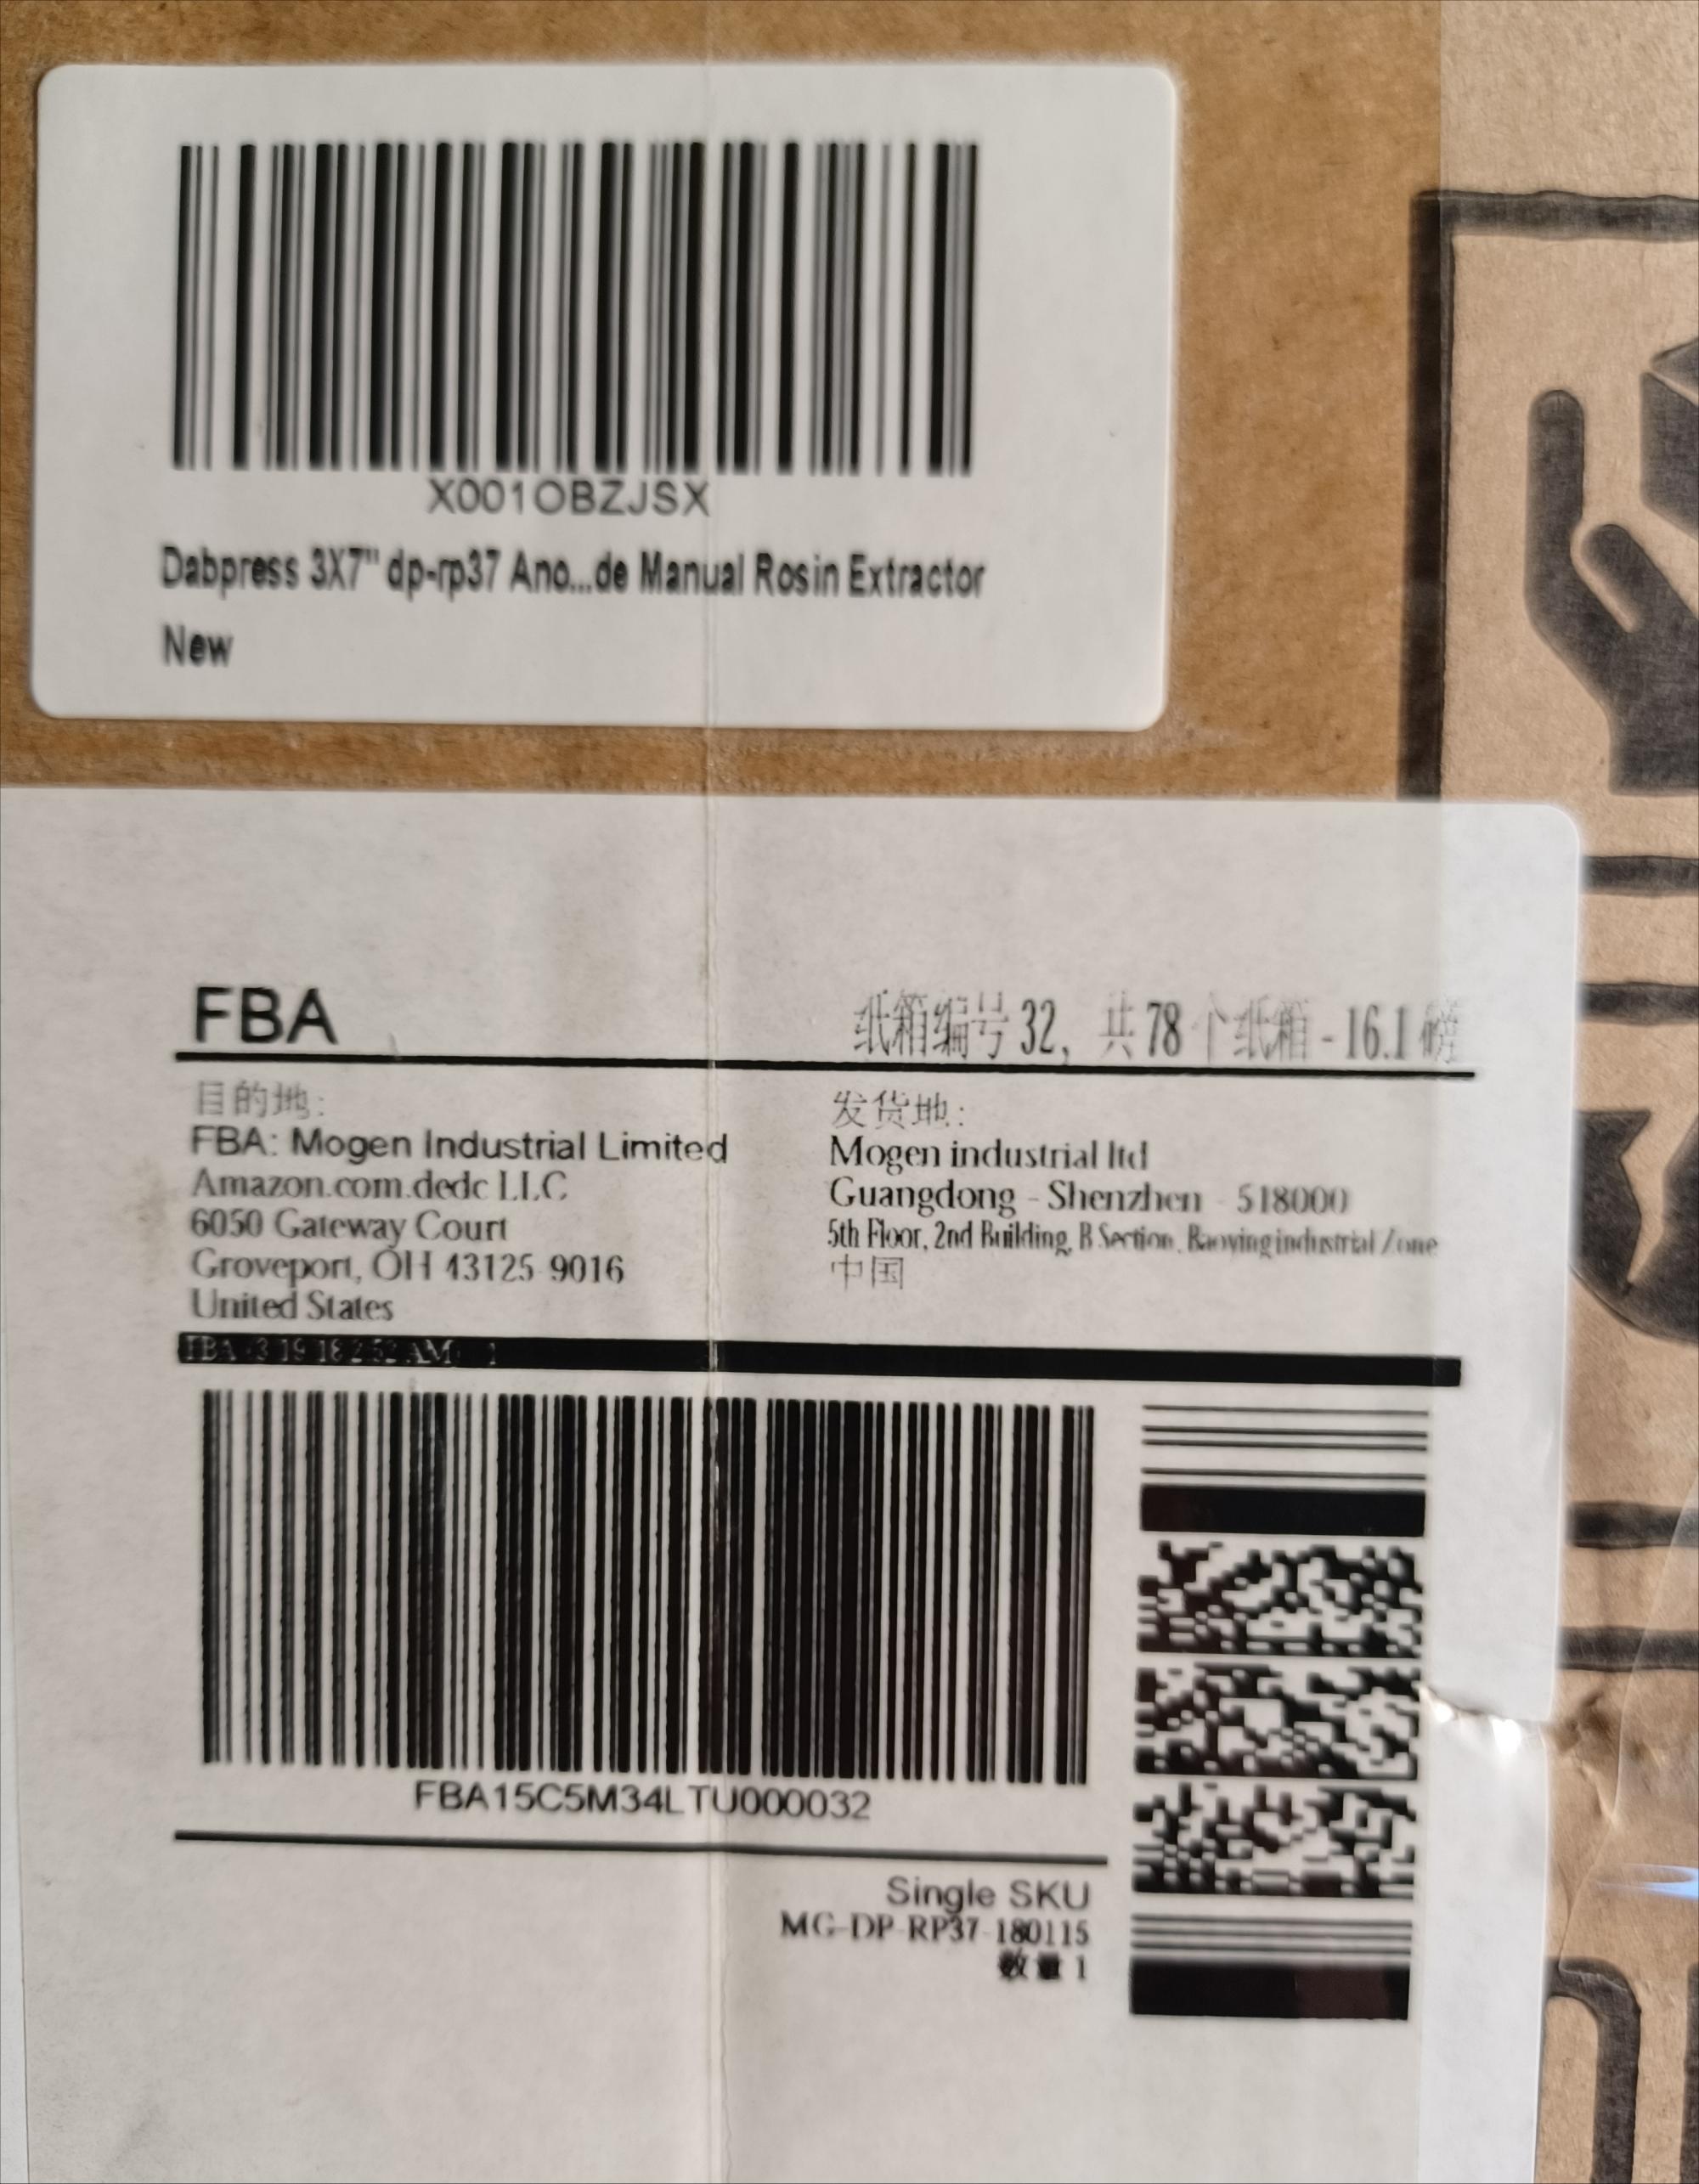 X001OBZJSX
Dabpress 3X7" dp-rp37 Ano...de Manual Rosin Extractor
New
FBA
纸箱编号 32, 共 78 个纸箱 - 16.1 磅
目的地:
FBA: Mogen Industrial Limited
Amazon.com.dedc LLC
6050 Gateway Court
Groveport, OH 43125-9016
United States
发货地:
Mogen industrial ltd
Guangdong - Shenzhen - 518000
5th Floor, 2nd Building, B Section, Baoying industrial Zone
中国
FBA15C5M34LTU000032
Single SKU
MG-DP-RP37-180115
数量 1